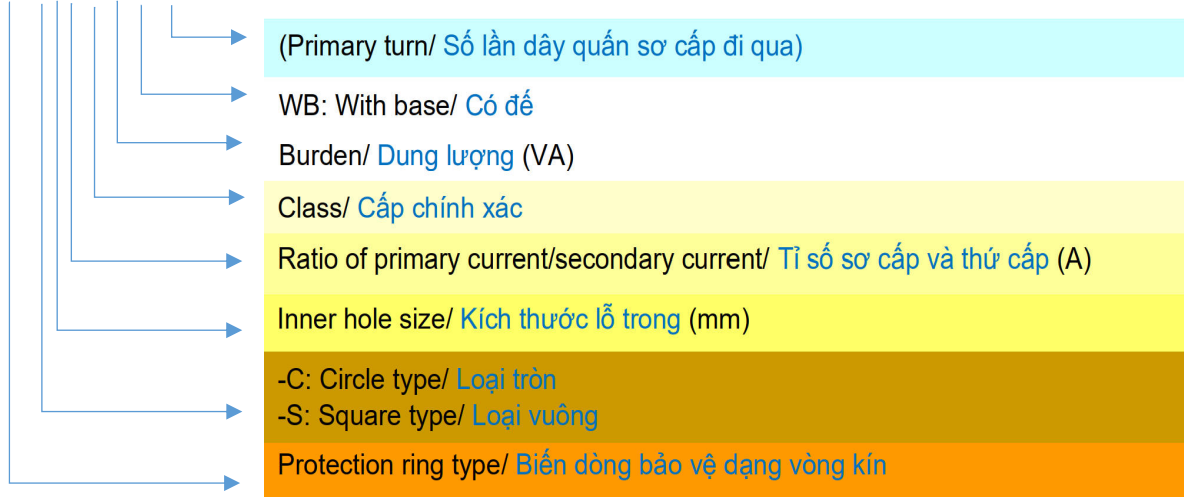 (Primary turn/ Số lần dây quấn sơ cấp đi qua)
WB: With base/ Có đế
Burden/ Dung lượng (VA)
Class/ Cấp chính xác
Ratio of primary current/secondary current/ Tỉ số sơ cấp và thứ cấp (A)
Inner hole size/ Kích thước lỗ trong (mm)
-C: Circle type/ Loại tròn
-S: Square type/ Loại vuông
Protection ring type/ Biến dòng bảo vệ dạng vòng kín